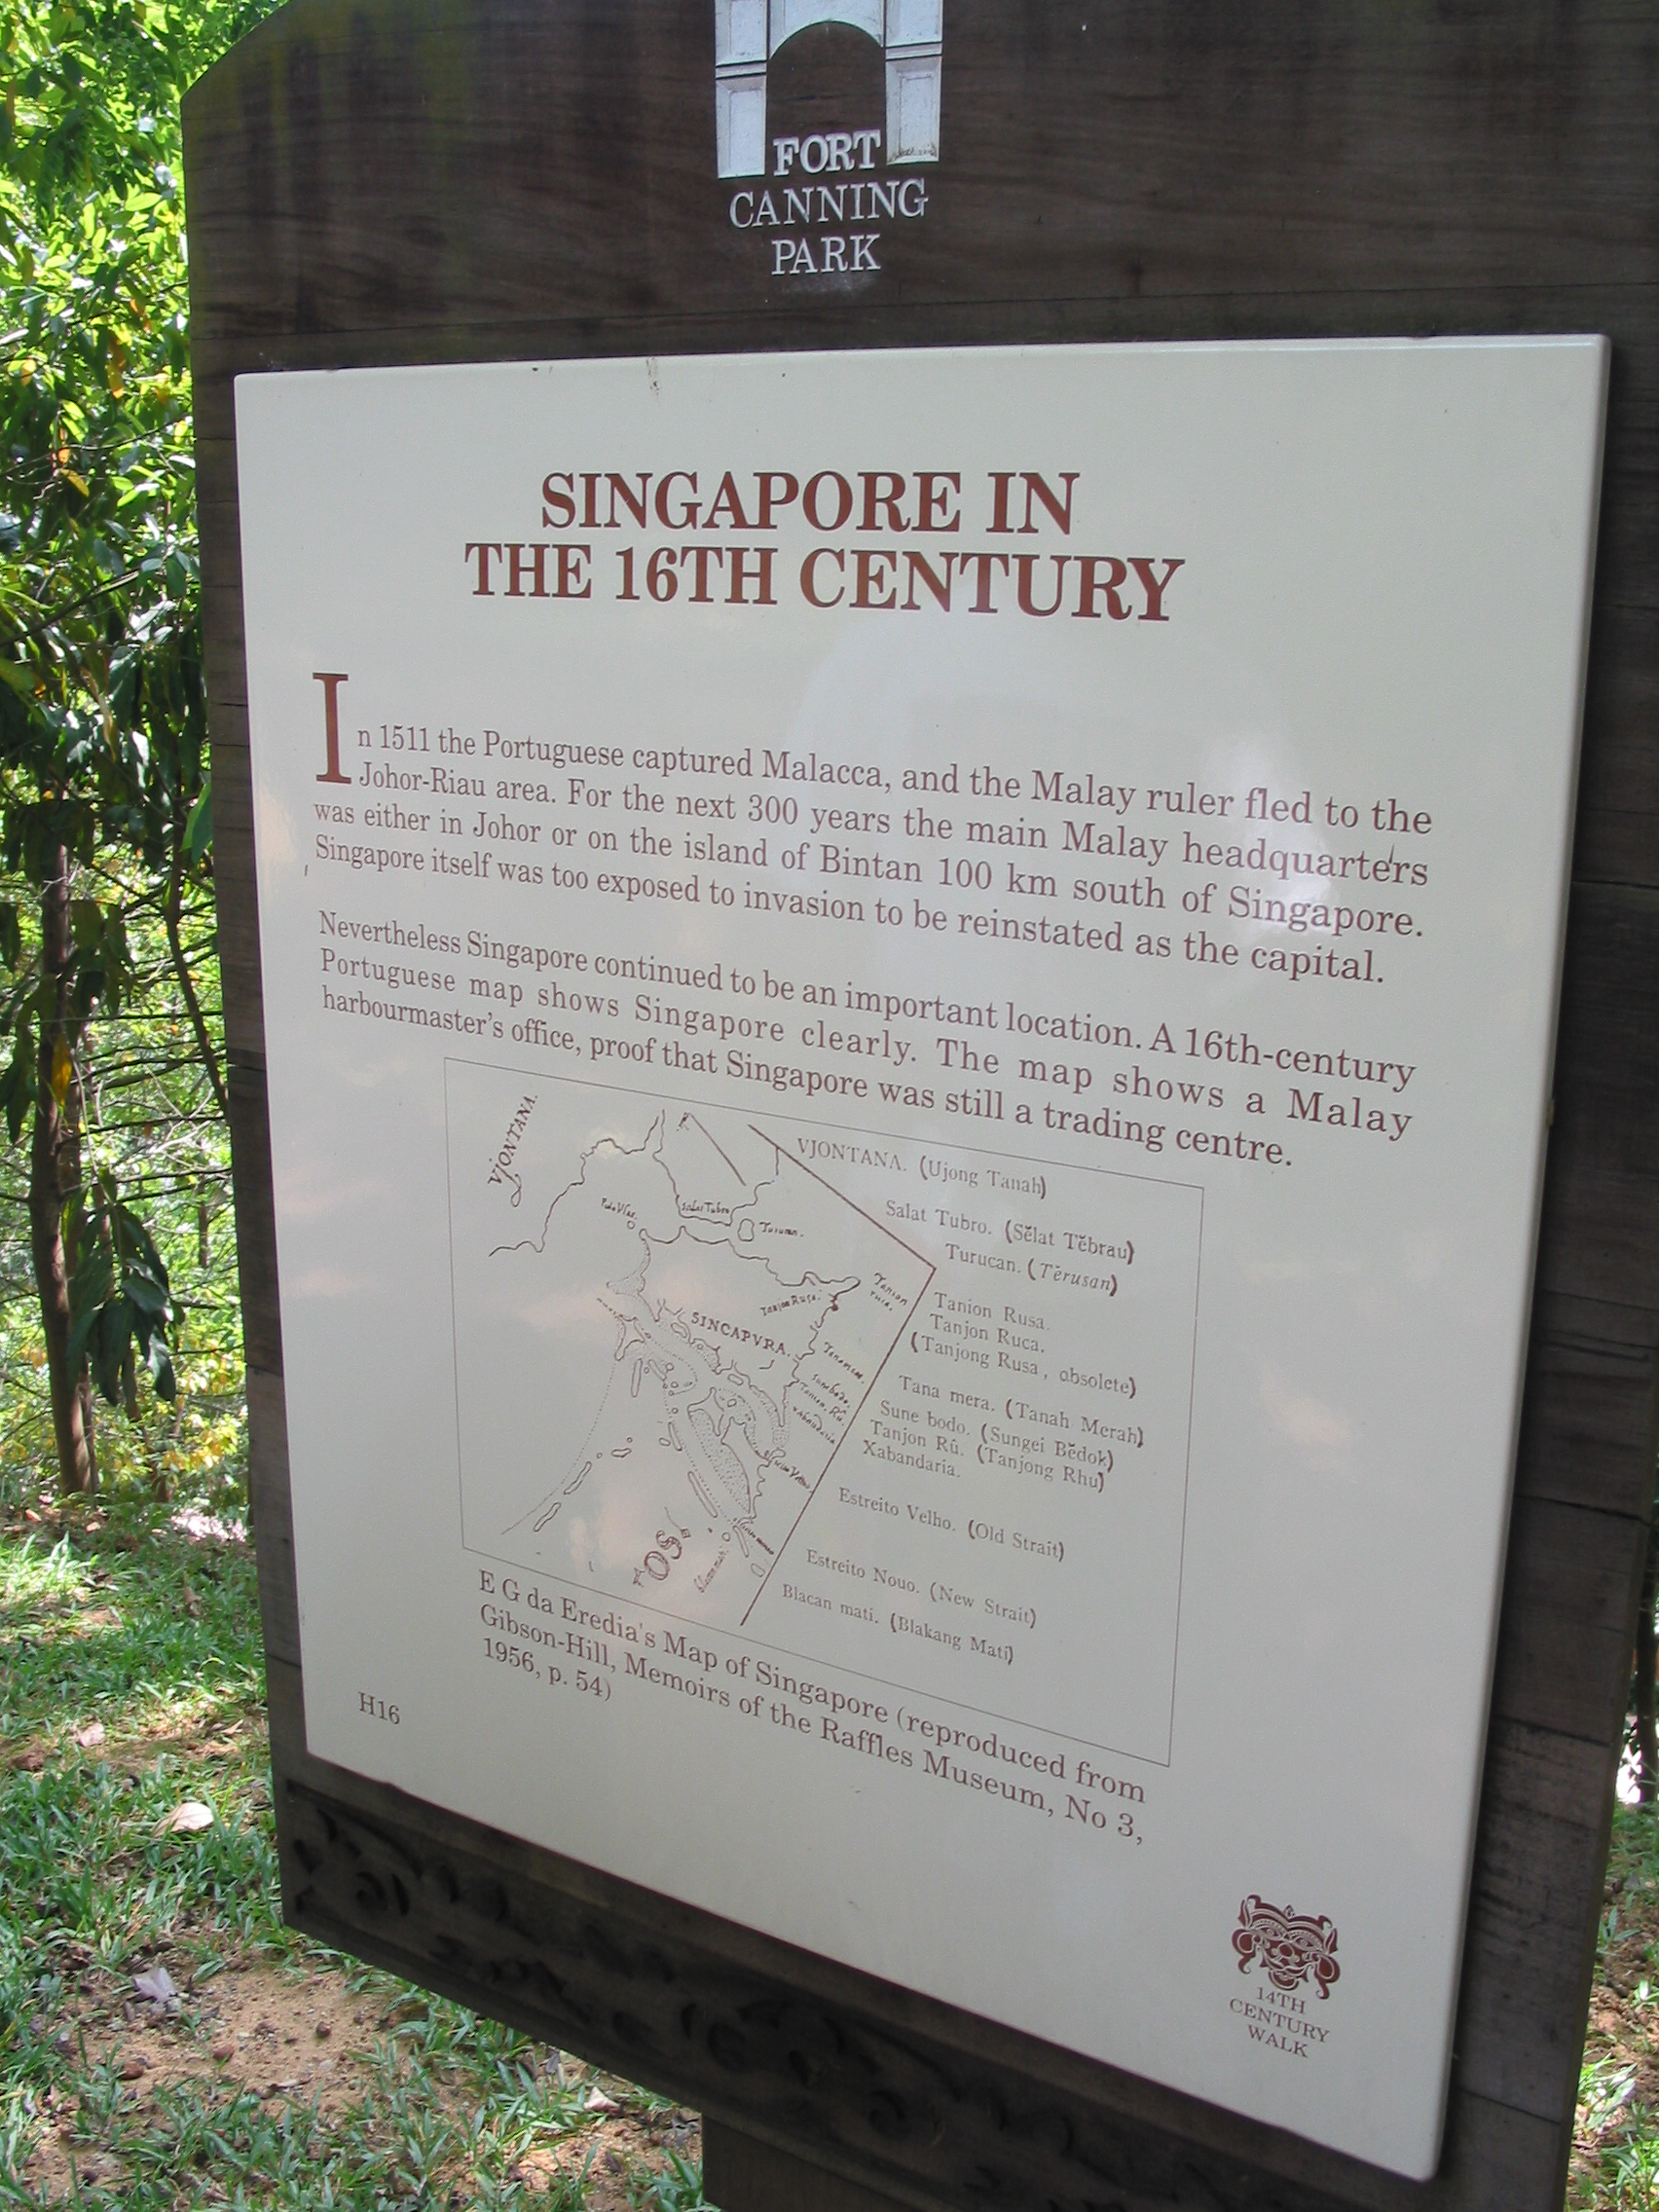 FORT
CANNING
PARK
SINGAPORE IN
THE 16TH CENTURY
In 1511 the Portuguese captured Malacca, and the Malay ruler fled to the
Johor-Riau area. For the next 300 years the main Malay headquarters
was either in Johor or on the island of Bintan 100 km south of Singapore.
Singapore itself was too exposed to invasion to be reinstated as the capital.
Nevertheless Singapore continued to be an important location. A 16th-century
Portuguese map shows Singapore clearly. The map shows a Malay
harbourmaster's office, proof that Singapore was still a trading centre.
VJONTANA.
Salat Tubro
Turucan.
Tanion
rusa.
Tanjon Ruca.
SINCAPVRA.
VJONTANA. (Ujong Tanah)
Salat Tubro. (Sĕlat Tĕbrau)
Turucan. (Tĕrusan)
Tanion Rusa.
Tanjon Ruca.
(Tanjong Rusa, obsolete)
Tana mera. (Tanah Merah)
Sune bodo. (Sungei Bĕdok)
Tanjon Rû. (Tanjong Rhu)
Xabandaria.
Estreito Velho. (Old Strait)
Estreito Nouo. (New Strait)
Blacan mati. (Blakang Mati)
E G da Eredia's Map of Singapore (reproduced from
Gibson-Hill, Memoirs of the Raffles Museum, No 3,
1956, p. 54)
H16
14TH
CENTURY
WALK